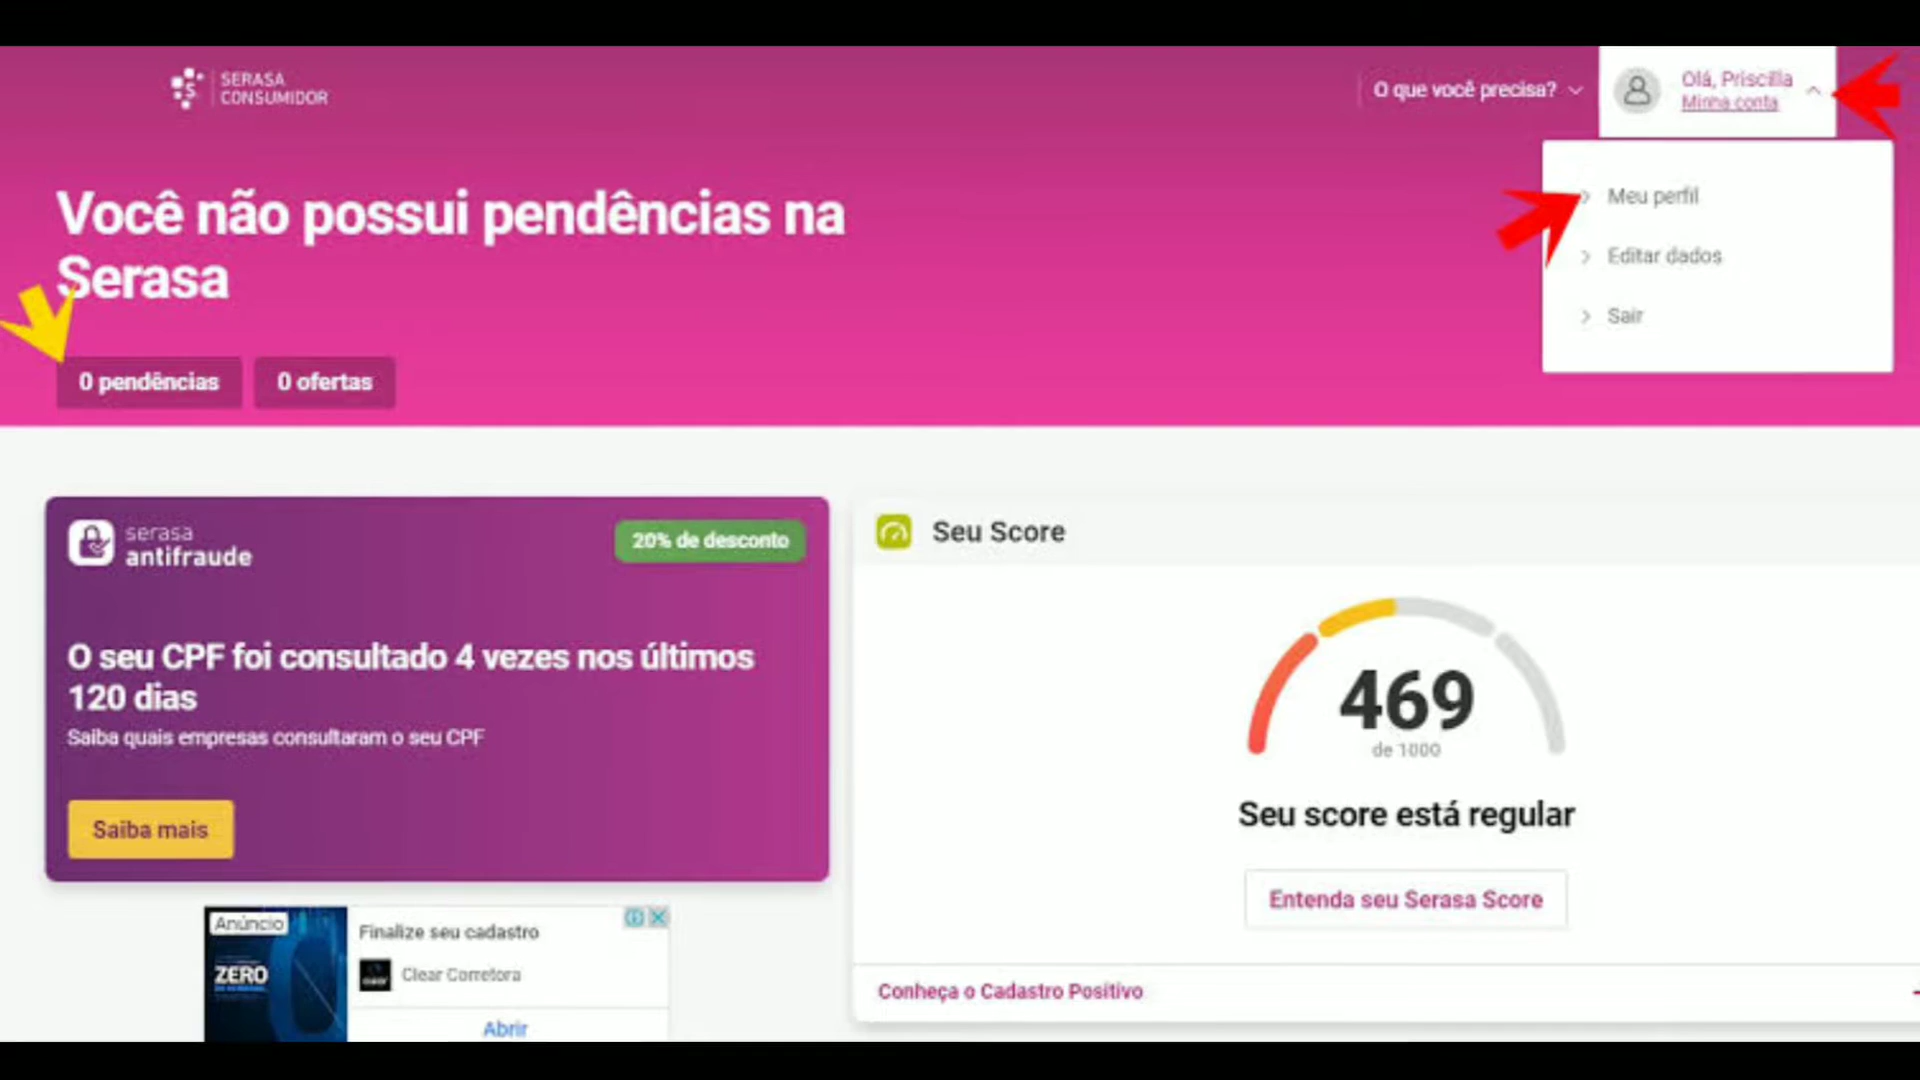 SERASA
CONSUMIDOR
O que você precisa?
Olá, Priscilla
Minha conta
Meu perfil
Editar dados
Sair
Você não possui pendências na
Serasa
0 pendências
0 ofertas
serasa
antifraude
20% de desconto
O seu CPF foi consultado 4 vezes nos últimos
120 dias
Saiba quais empresas consultaram o seu CPF
Saiba mais
Seu Score
469
de 1000
Seu score está regular
Entenda seu Serasa Score
Conheça o Cadastro Positivo
Anúncio
ZERO
Finalize seu cadastro
Clear Corretora
Abrir